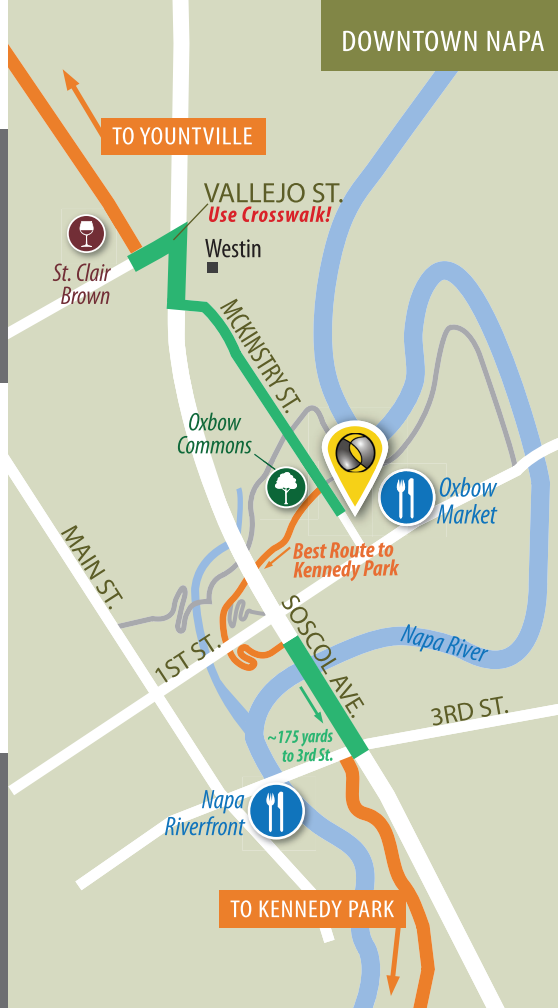 DOWNTOWN NAPA
TO YOUNTVILLE
VALLEJO ST.
Use Crosswalk!
Westin
St. Clair
Brown
MCKINSTRY ST.
Oxbow
Commons
Oxbow
Market
MAIN ST.
Best Route to
Kennedy Park
SOSCOL AVE.
1ST ST.
Napa River
3RD ST.
~175 yards
to 3rd St.
Napa
Riverfront
TO KENNEDY PARK